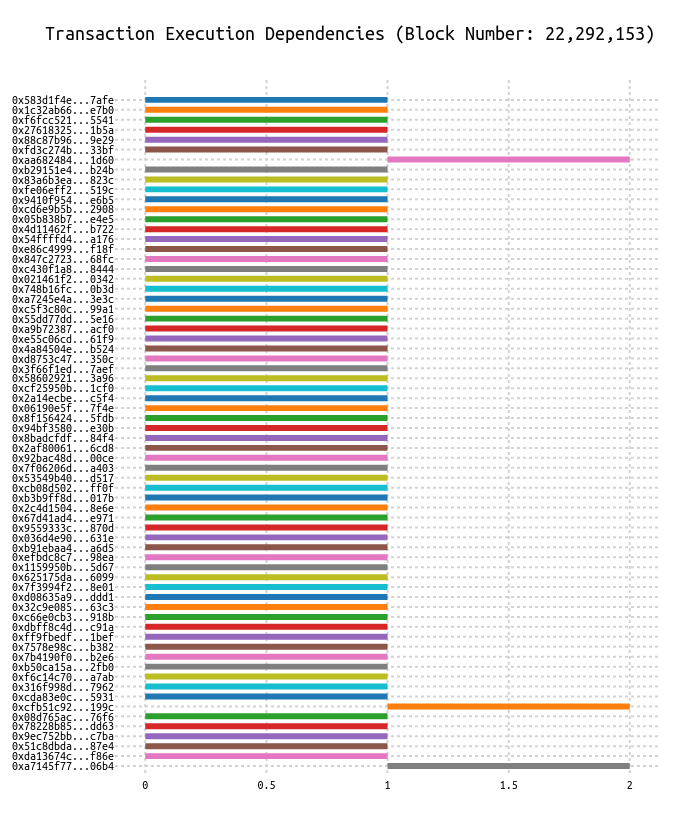 Transaction Execution Dependencies (Block Number: 22,292,153)
0x583d1f4e...7afe
0x1c32ab66...e7b0
0xf6fcc521...5541
0x27618325...1b5a
0x88c87b96...9e29
0xfd3c274b...33bf
0xaa682484...1d60
0xb29151e4...b24b
0x83a6b3ea...823c
0xfe06eff2...519c
0x9410f954...e6b5
0xcd6e9b5b...2908
0x05b838b7...e4e5
0x4d11462f...b722
0x54ffffd4...a176
0xe86c4999...f18f
0x847c2723...68fc
0xc430f1a8...8444
0x021461f2...0342
0x748b16fc...0b3d
0xa7245e4a...3e3c
0xc5f3c80c...99a1
0x55dd77dd...5e16
0xa9b72387...acf0
0xe55c06cd...61f9
0x4a84504e...b524
0xd8753c47...350c
0x3f66f1ed...7aef
0x58602921...3a96
0xcf25950b...1cf0
0x2a14ecbe...c5f4
0x06190e5f...7f4e
0x8f156424...5fdb
0x94bf3580...e30b
0x8badcfdf...84f4
0x2af80061...6cd8
0x92bac48d...00ce
0x7f06206d...a403
0x53549b40...d517
0xcb08d502...ff0f
0xb3b9ff8d...017b
0x2c4d1504...8e6e
0x67d41ad4...e971
0x9559333c...870d
0x036d4e90...631e
0xb91ebaa4...a6d5
0xefbdc8c7...98ea
0x1159950b...5d67
0x625175da...6099
0x7f3994f2...8e01
0xd08635a9...ddd1
0x32c9e085...63c3
0xc66e0cb3...918b
0xdbff8c4d...c91a
0xff9fbedf...1bef
0x7578e98c...b382
0x7b4190f0...b2e6
0xb50ca15a...2fb0
0xf6c14c70...a7ab
0x316f998d...7962
0xcda83e0c...5931
0xcfb51c92...199c
0x08d765ac...76f6
0x78228b85...dd63
0x9ec752bb...c7ba
0x51c8dbda...87e4
0xda13674c...f86e
0xa7145f77...06b4
0 0.5 1 1.5 2